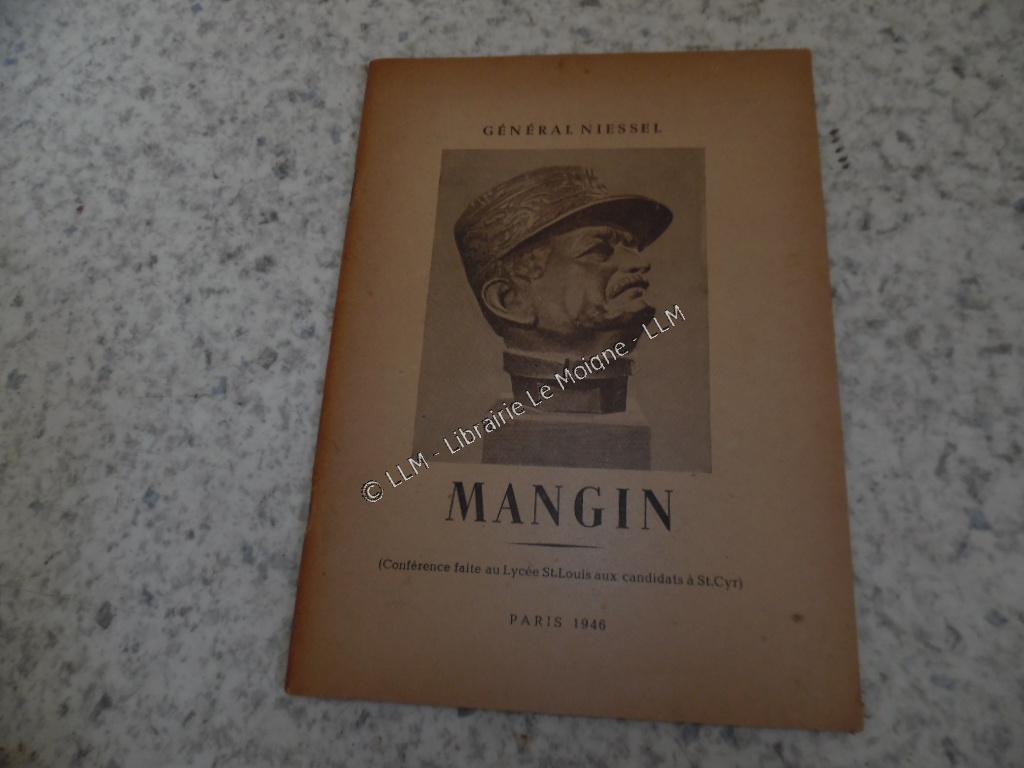 GÉNÉRAL NIESSEL
© LLM - Librairie Le Moigne - LLM
MANGIN
(Conférence faite au Lycée St.Louis aux candidats à St.Cyr)
PARIS 1946